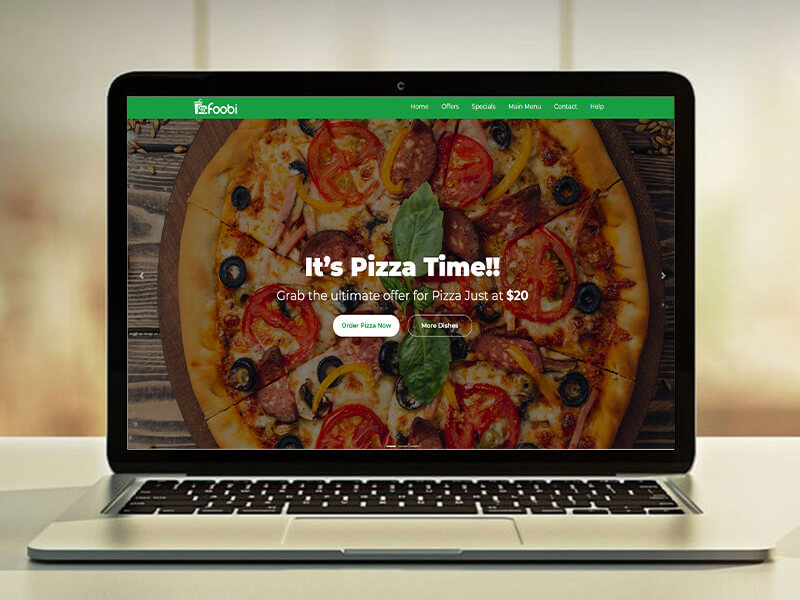 foobi
Home Offers Specials Main Menu Contact Help
It's Pizza Time!!
Grab the ultimate offer for Pizza Just at $20
Order Pizza Now More Dishes